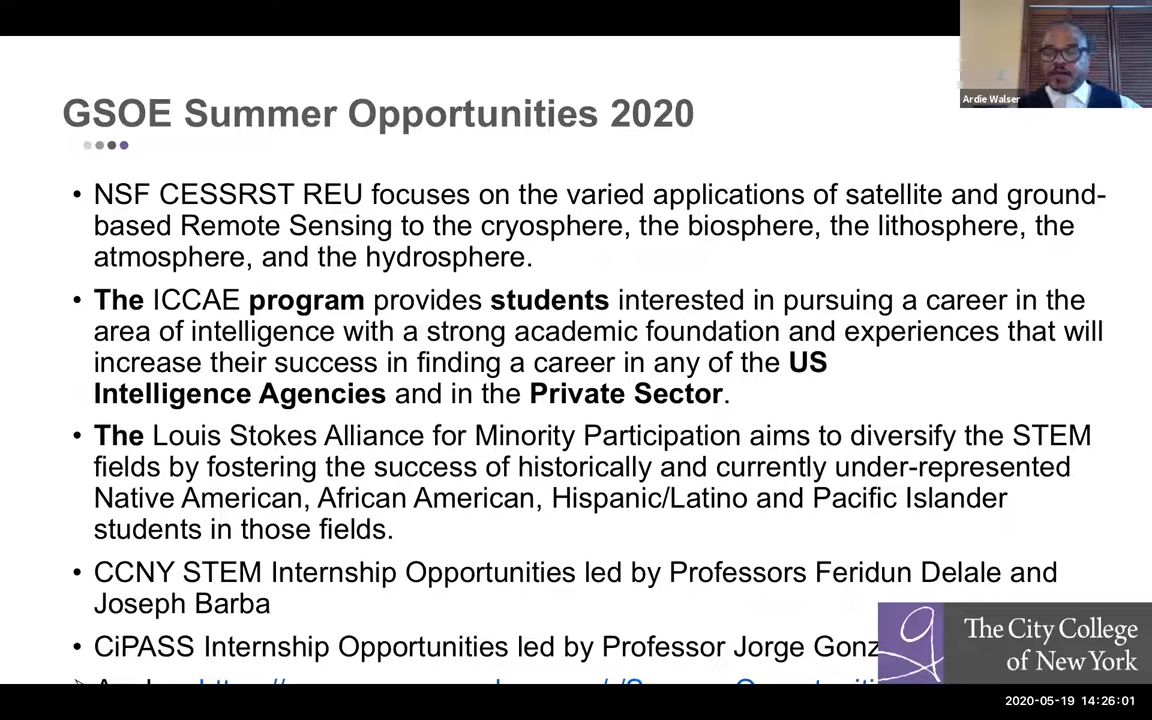 Ardie Walser
GSOE Summer Opportunities 2020
• NSF CESSRST REU focuses on the varied applications of satellite and ground-
based Remote Sensing to the cryosphere, the biosphere, the lithosphere, the
atmosphere, and the hydrosphere.
• The ICCAE program provides students interested in pursuing a career in the
area of intelligence with a strong academic foundation and experiences that will
increase their success in finding a career in any of the US
Intelligence Agencies and in the Private Sector.
• The Louis Stokes Alliance for Minority Participation aims to diversify the STEM
fields by fostering the success of historically and currently under-represented
Native American, African American, Hispanic/Latino and Pacific Islander
students in those fields.
• CCNY STEM Internship Opportunities led by Professors Feridun Delale and
Joseph Barba
• CiPASS Internship Opportunities led by Professor Jorge
The City College
of New York
2020-05-19 14:26:01